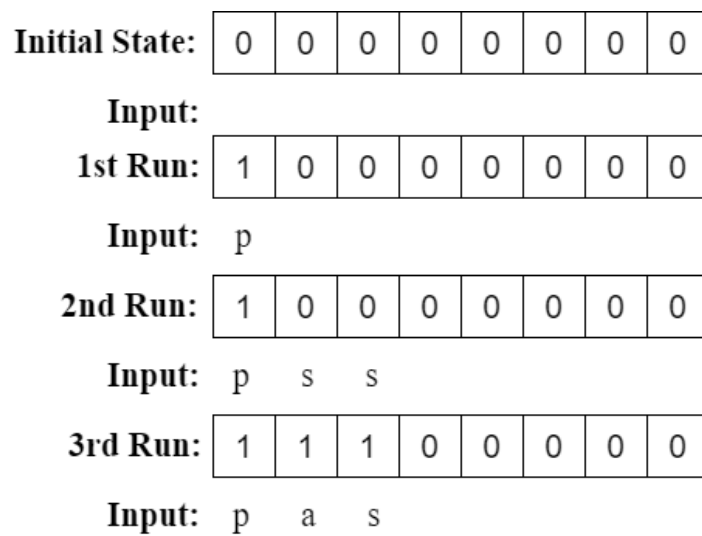 Initial State: 0 0 0 0 0 0 0 0
Input:
1st Run: 1 0 0 0 0 0 0 0
Input: p
2nd Run: 1 0 0 0 0 0 0 0
Input: p s s
3rd Run: 1 1 1 0 0 0 0 0
Input: p a s